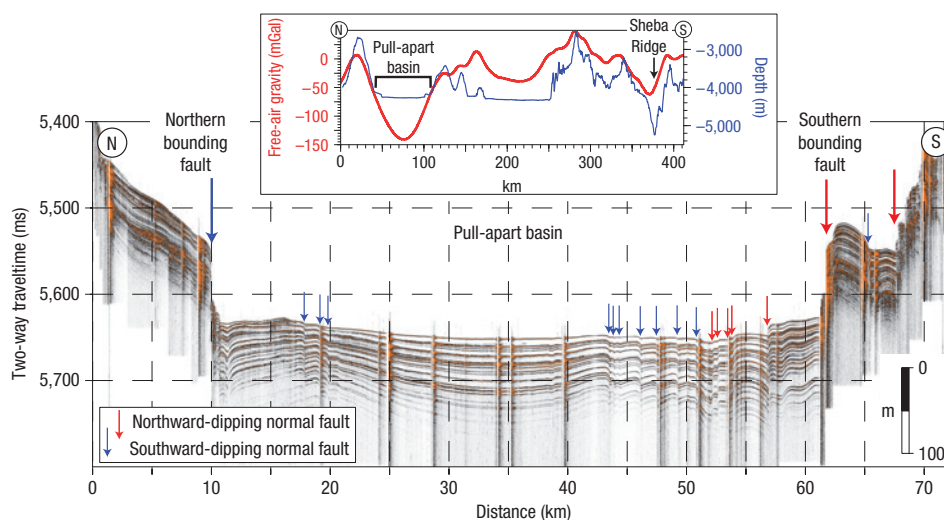 N
S
Sheba
Ridge
Pull-apart
basin
Free-air gravity (mGal)
0
−50
−100
−150
−3,000
−4,000
−5,000
Depth
(m)
0
100
200
300
400
km
5,400
5,500
5,600
5,700
Two-way traveltime (ms)
N
Northern
bounding
fault
Southern
bounding
fault
S
Pull-apart basin
Northward-dipping normal fault
Southward-dipping normal fault
0
m
100
0
10
20
30
40
50
60
70
Distance (km)